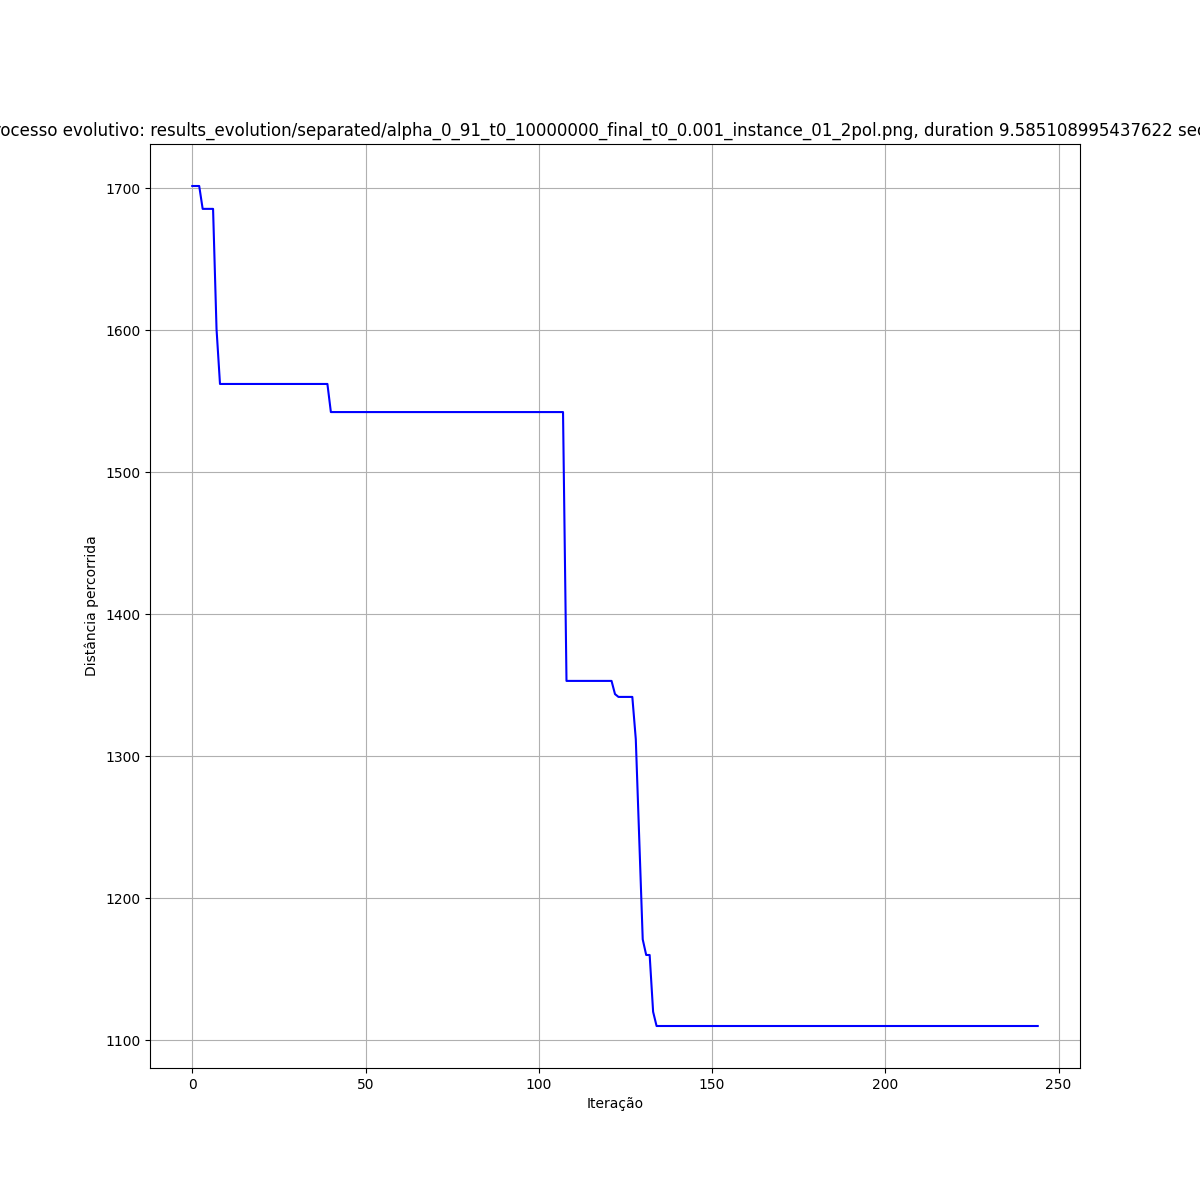 ocesso evolutivo: results_evolution/separated/alpha_0_91_t0_10000000_final_t0_0.001_instance_01_2pol.png, duration 9.585108995437622 sec
1700
1600
1500
1400
1300
1200
1100
Distância percorrida
0 50 100 150 200 250
Iteração